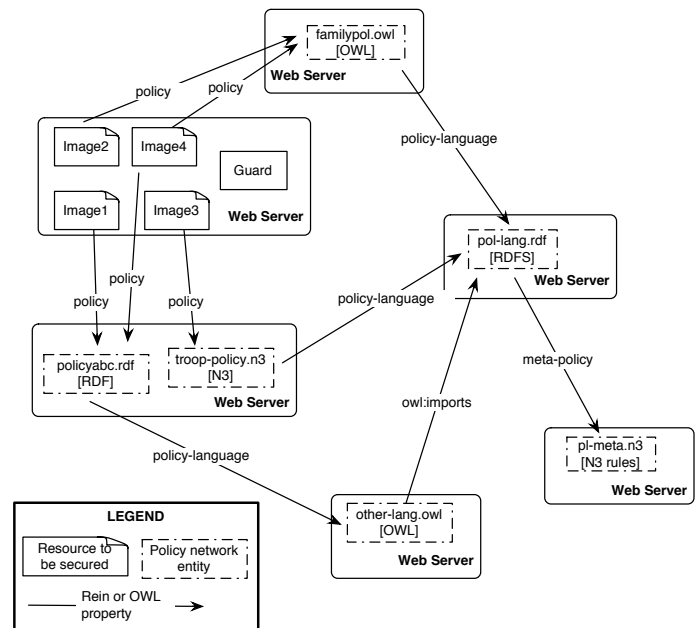 familypol.owl
[OWL]
Web Server
policy
policy
Image2
Image4
Guard
Image1
Image3
Web Server
policy-language
pol-lang.rdf
[RDFS]
Web Server
policy
policy
policy
policy-language
policyabc.rdf
[RDF]
troop-policy.n3
[N3]
Web Server
meta-policy
owl:imports
policy-language
pl-meta.n3
[N3 rules]
Web Server
other-lang.owl
[OWL]
Web Server
LEGEND
Resource to
be secured
Policy network
entity
Rein or OWL
property